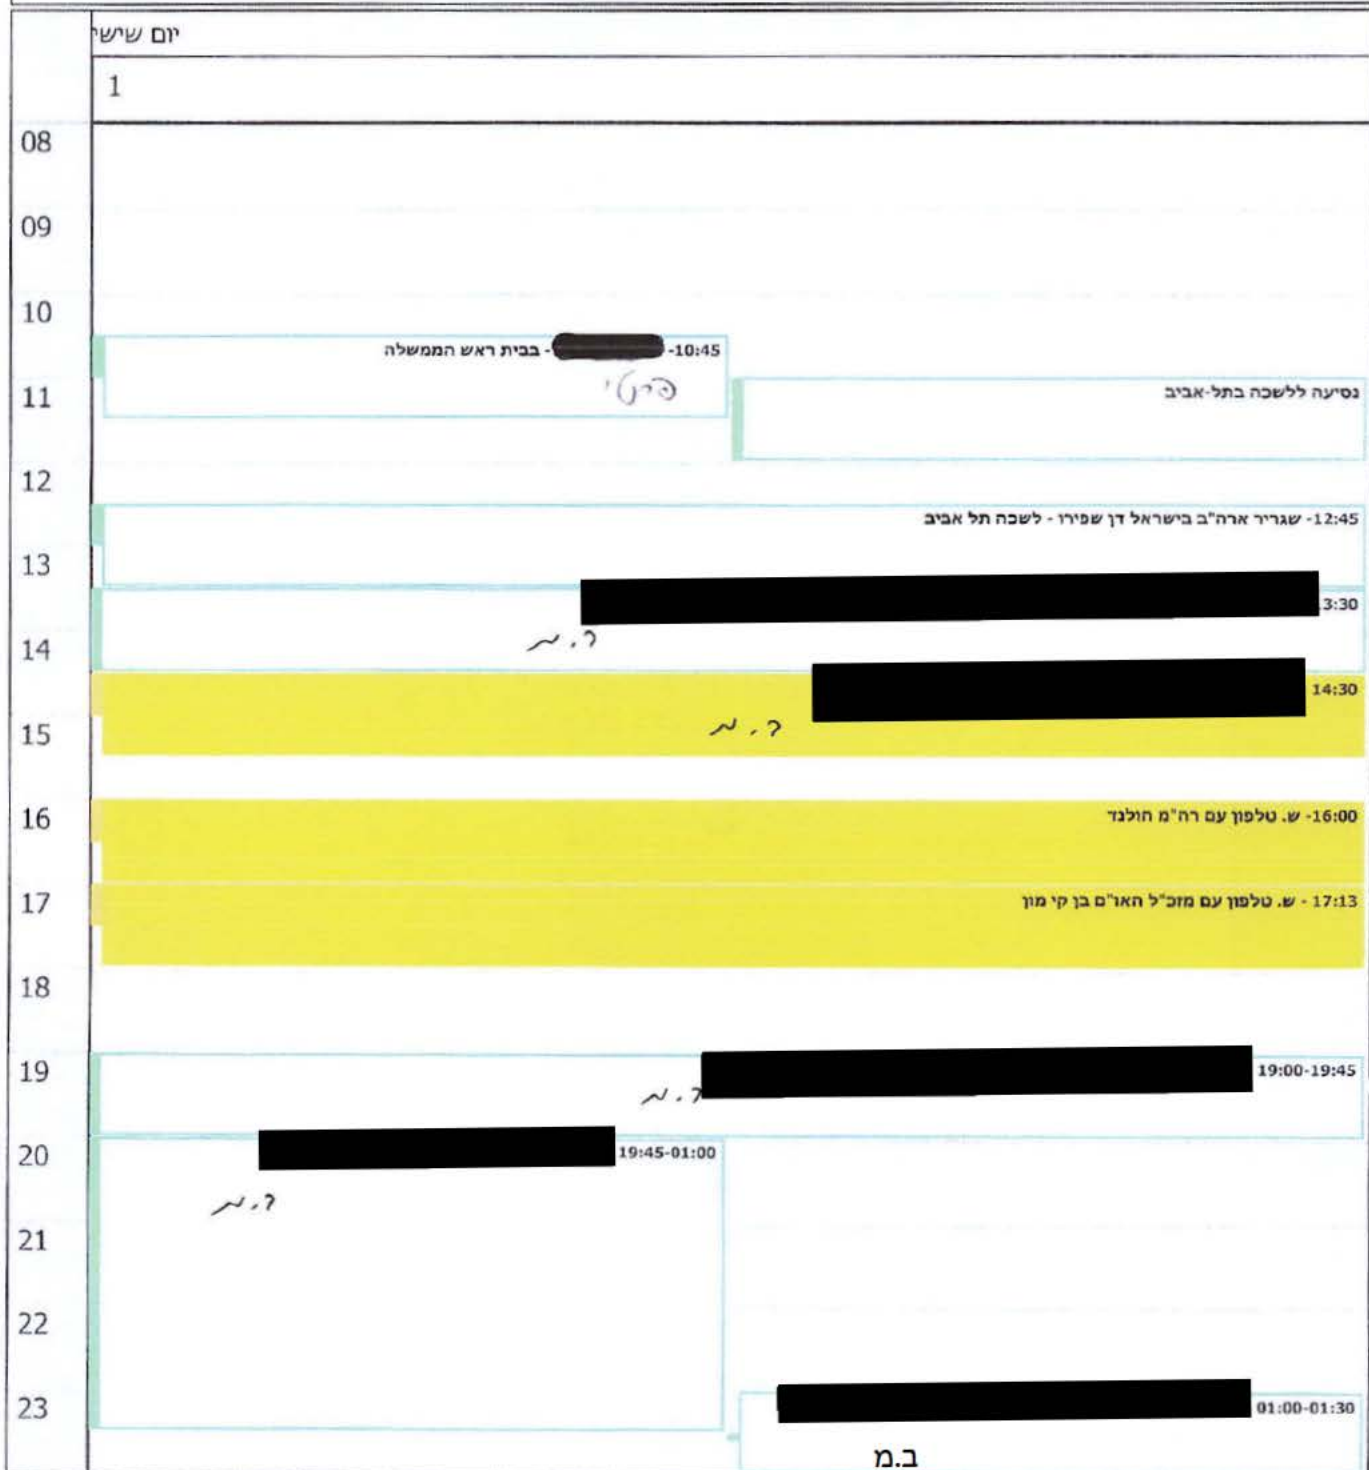 יום שישי
1
08
09
10
10:45- - בבית ראש הממשלה
פרטי
11
נסיעה ללשכה בתל-אביב
12
12:45- שגריר ארה"ב בישראל דן שפירו - לשכה תל אביב
13
3:30
ב.מ
14
14:30
ב.מ
15
16
16:00- ש. טלפון עם רה"מ הולנד
17
17:13 - ש. טלפון עם מזכ"ל האו"ם בן קי מון
18
19
19:00-19:45
ב.מ
20
19:45-01:00
ב.מ
21
22
23
01:00-01:30
ב.מ